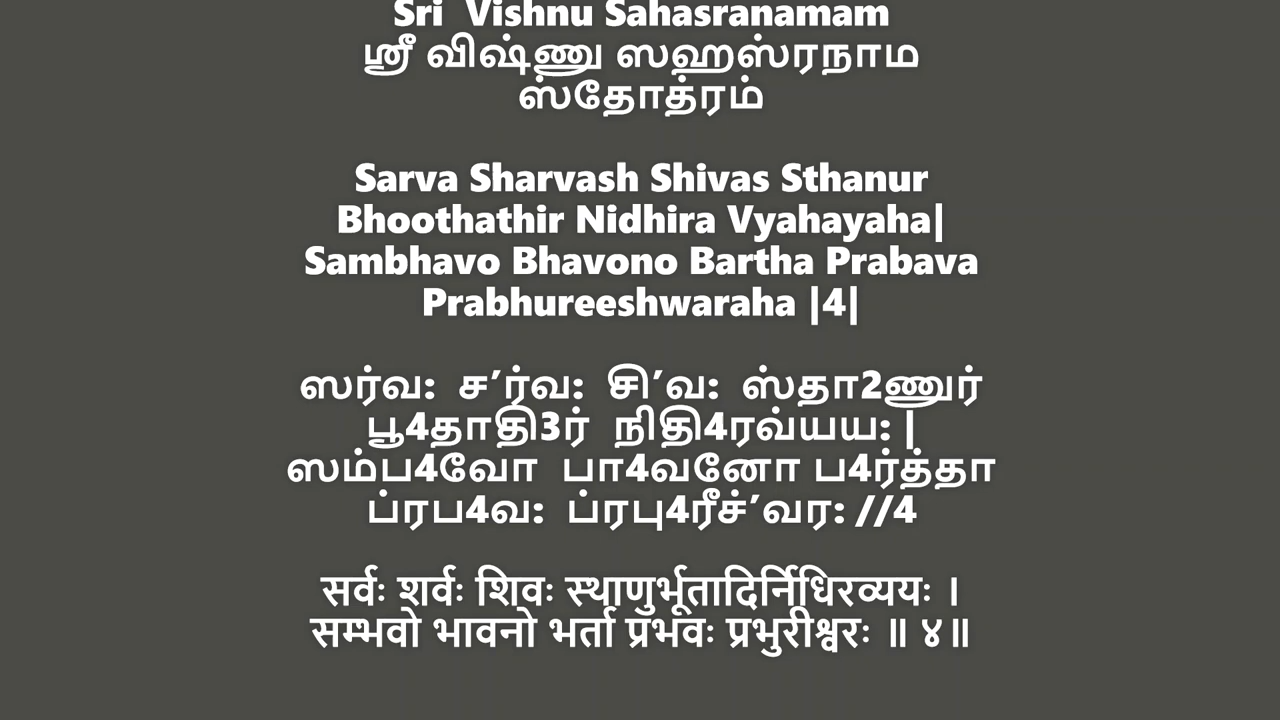 Sri Vishnu Sahasranamam
ஸ்ரீ விஷ்ணு ஸஹஸ்ரநாம
ஸ்தோத்ரம்
Sarva Sharvash Shivas Sthanur
Bhoothathir Nidhira Vyahayaha|
Sambhavo Bhavono Bartha Prabava
Prabhureeshwaraha |4|
ஸர்வ: ச’ர்வ: சி’வ: ஸ்தா2ணுர்
பூ4தாதி3ர் நிதி4ரவ்யய: |
ஸம்ப4வோ பா4வனோ ப4ர்த்தா
ப்ரப4வ: ப்ரபு4ரீச்’வர: //4
सर्वः शर्वः शिवः स्थाणुर्भूतादिर्निधिरव्ययः ।
सम्भवो भावनो भर्ता प्रभवः प्रभुरीश्वरः ॥ ४॥